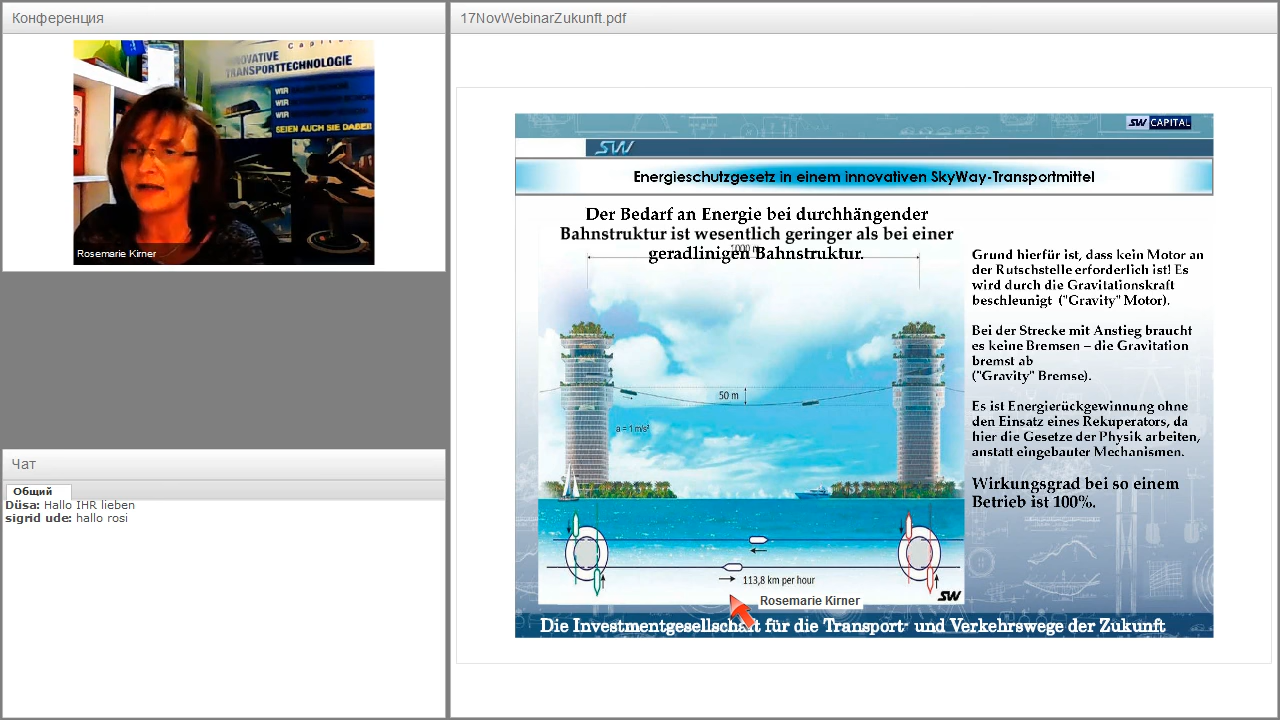 Конференция
Capital
INNOVATIVE
TRANSPORTTECHNOLOGIE
WIR
WIR
WIR
SEIEN AUCH SIE DABEI!
Rosemarie Kirner
Чат
Общий
Düsa: Hallo IHR lieben
sigrid ude: hallo rosi
17NovWebinarZukunft.pdf
SW CAPITAL
SW
Energieschutzgesetz in einem innovativen SkyWay-Transportmittel
Der Bedarf an Energie bei durchhängender
Bahnstruktur ist wesentlich geringer als bei einer
geradlinigen Bahnstruktur.
1000 m
50 m
a = 1 m/s²
113,8 km per hour
SW
Rosemarie Kirner
Grund hierfür ist, dass kein Motor an
der Rutschstelle erforderlich ist! Es
wird durch die Gravitationskraft
beschleunigt ("Gravity" Motor).
Bei der Strecke mit Anstieg braucht
es keine Bremsen – die Gravitation
bremst ab
("Gravity" Bremse).
Es ist Energierückgewinnung ohne
den Einsatz eines Rekuperators, da
hier die Gesetze der Physik arbeiten,
anstatt eingebauter Mechanismen.
Wirkungsgrad bei so einem
Betrieb ist 100%.
Die Investmentgesellschaft für die Transport- und Verkehrswege der Zukunft